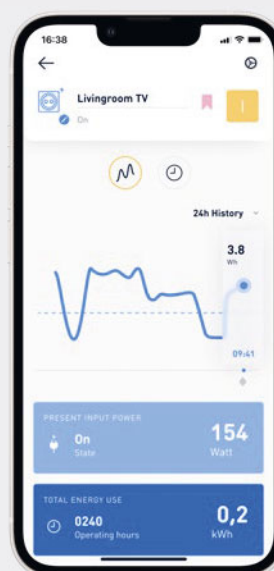 16:38
Livingroom TV
On
24h History
3.8
Wh
09:41
PRESENT INPUT POWER
On
State
154
Watt
TOTAL ENERGY USE
0240
Operating hours
0,2
kWh